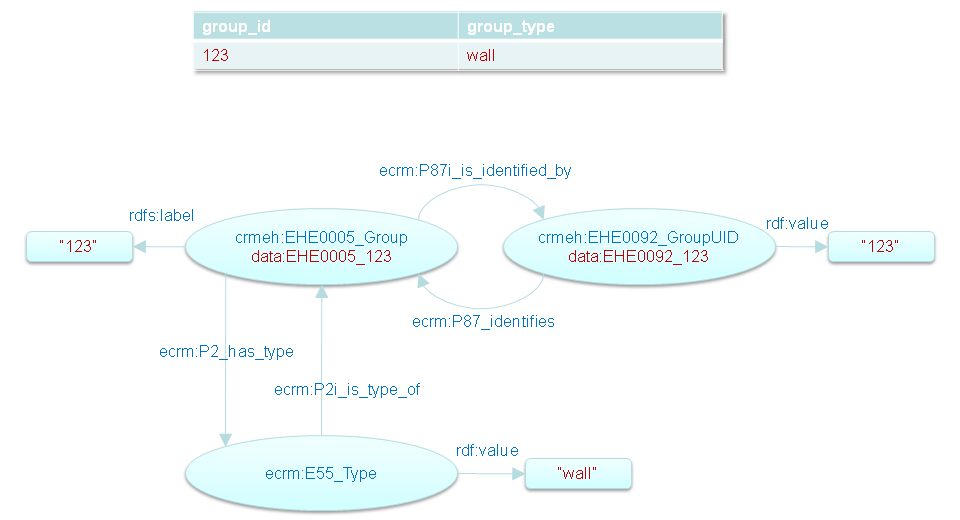 group_id group_type
123 wall
ecrm:P87i_is_identified_by
rdfs:label
rdf:value
"123"
crmeh:EHE0005_Group
data:EHE0005_123
crmeh:EHE0092_GroupUID
data:EHE0092_123
"123"
ecrm:P87_identifies
ecrm:P2_has_type
ecrm:P2i_is_type_of
rdf:value
ecrm:E55_Type
"wall"